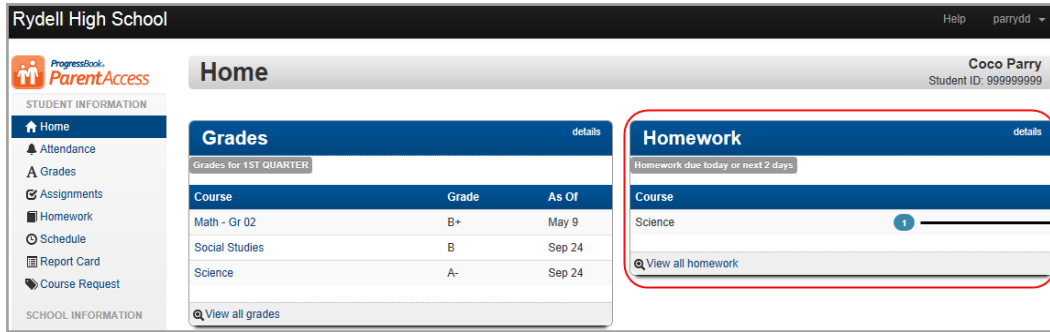 Rydell High School
Help parrydd
ProgressBook.
ParentAccess
STUDENT INFORMATION
Home
Attendance
Grades
Assignments
Homework
Schedule
Report Card
Course Request
SCHOOL INFORMATION
Home
Coco Parry
Student ID: 999999999
Grades details
Grades for 1ST QUARTER
Course Grade As Of
Math - Gr 02 B+ May 9
Social Studies B Sep 24
Science A- Sep 24
View all grades
Homework details
Homework due today or next 2 days
Course
Science 1
View all homework